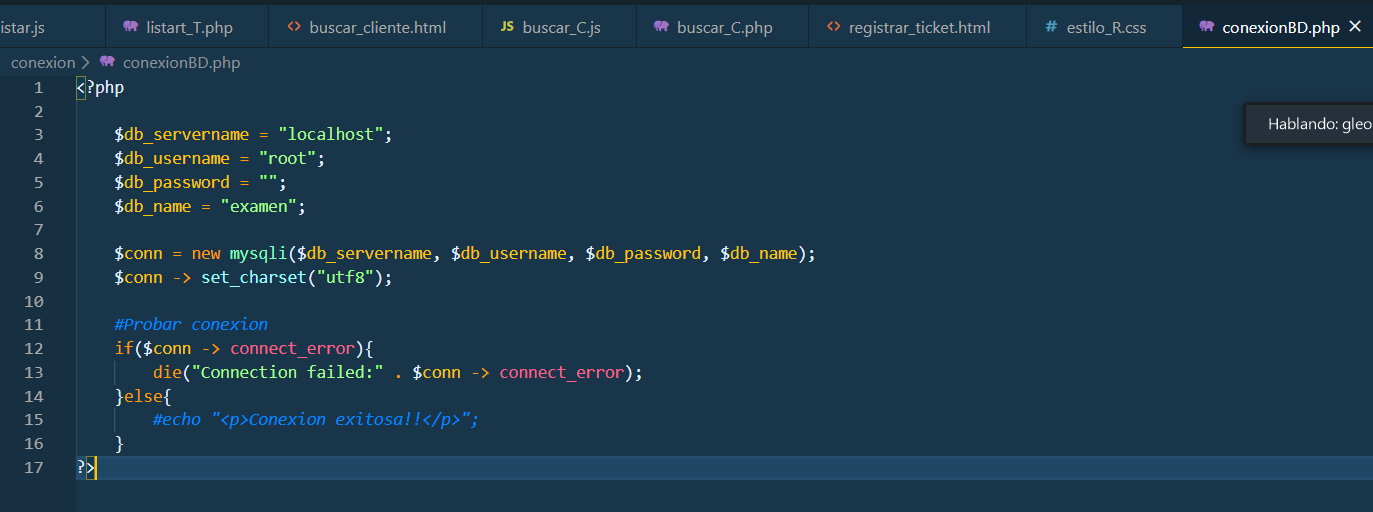 istar.js
listart_T.php
buscar_cliente.html
JS buscar_C.js
buscar_C.php
registrar_ticket.html
# estilo_R.css
conexionBD.php
conexion > conexionBD.php
Hablando: gleo
1 <?php
2
3 $db_servername = "localhost";
4 $db_username = "root";
5 $db_password = "";
6 $db_name = "examen";
7
8 $conn = new mysqli($db_servername, $db_username, $db_password, $db_name);
9 $conn -> set_charset("utf8");
10
11 #Probar conexion
12 if($conn -> connect_error){
13 die("Connection failed:" . $conn -> connect_error);
14 }else{
15 #echo "<p>Conexion exitosa!!</p>";
16 }
17 ?>